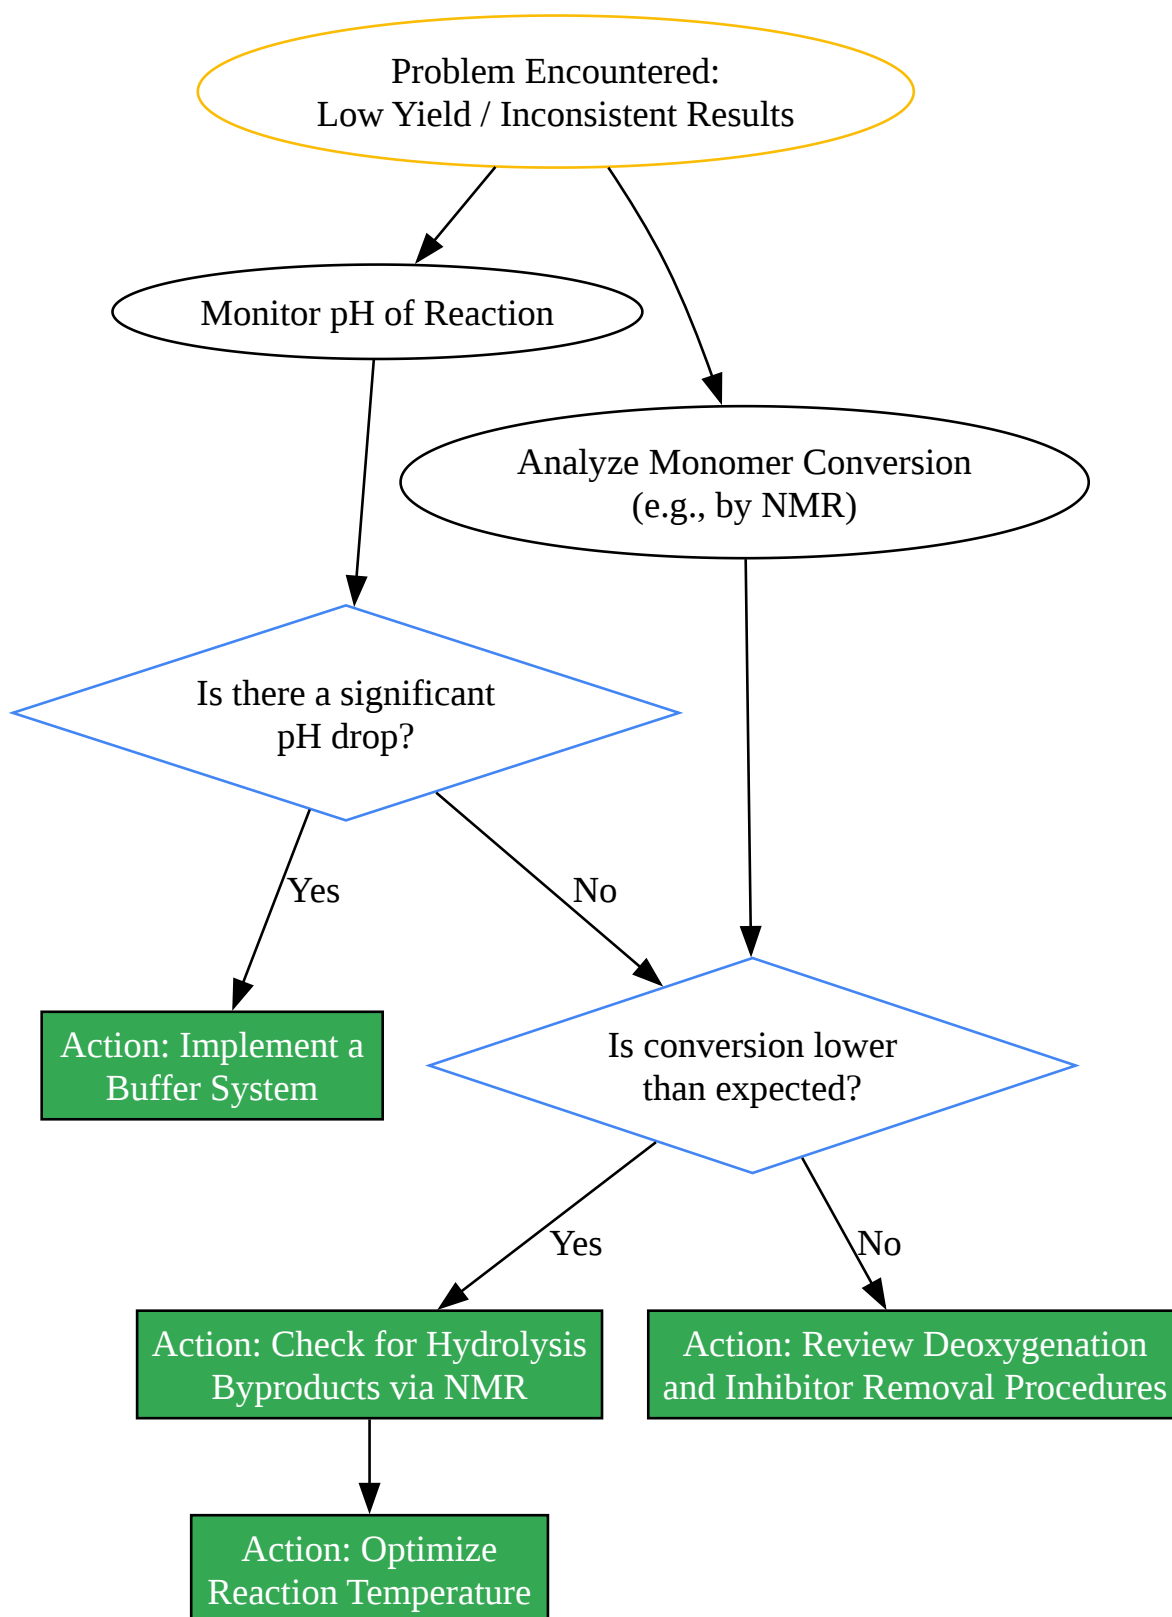 Problem Encountered:
Low Yield / Inconsistent Results
Monitor pH of Reaction
Analyze Monomer Conversion
(e.g., by NMR)
Is there a significant
pH drop?
Yes
No
Action: Implement a
Buffer System
Is conversion lower
than expected?
Yes
No
Action: Check for Hydrolysis
Byproducts via NMR
Action: Review Deoxygenation
and Inhibitor Removal Procedures
Action: Optimize
Reaction Temperature